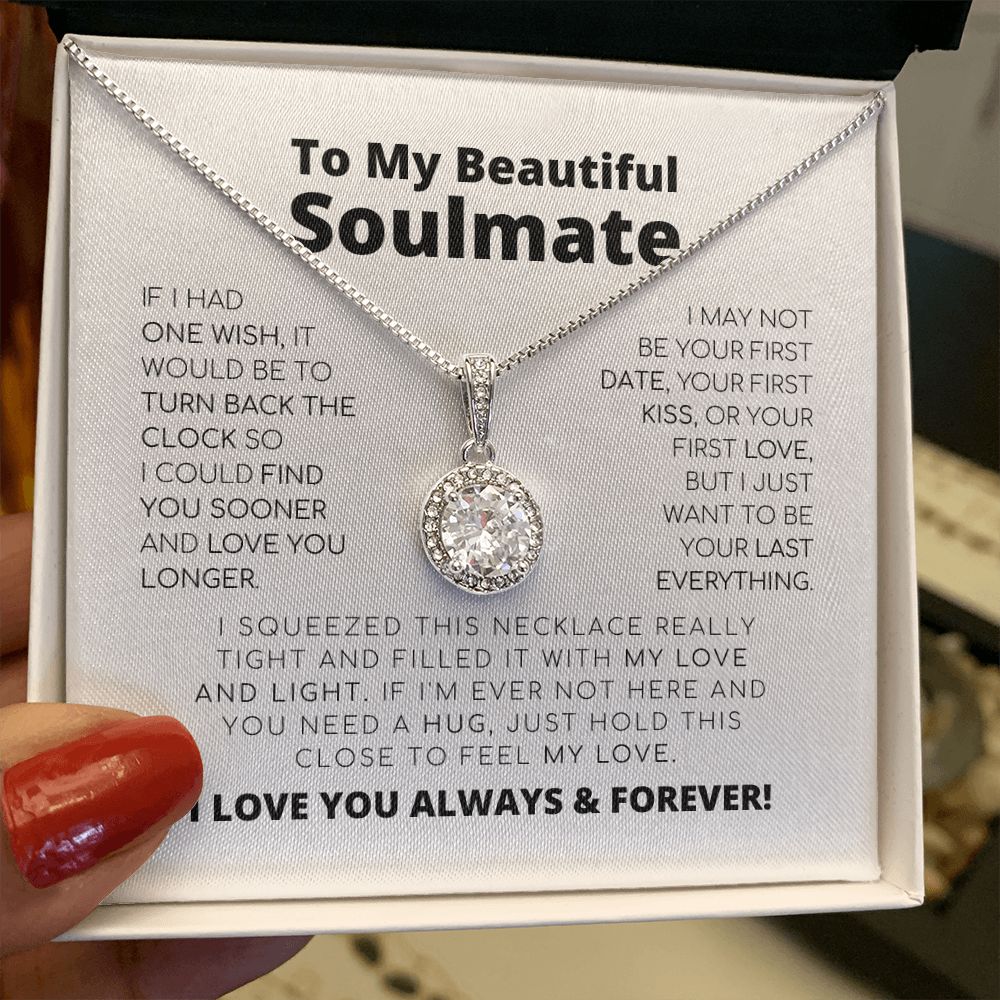 To My Beautiful
Soulmate
IF I HAD
ONE WISH, IT
WOULD BE TO
TURN BACK THE
CLOCK SO
I COULD FIND
YOU SOONER
AND LOVE YOU
LONGER.
I MAY NOT
BE YOUR FIRST
DATE, YOUR FIRST
KISS, OR YOUR
FIRST LOVE,
BUT I JUST
WANT TO BE
YOUR LAST
EVERYTHING.
I SQUEEZED THIS NECKLACE REALLY
TIGHT AND FILLED IT WITH MY LOVE
AND LIGHT. IF I'M EVER NOT HERE AND
YOU NEED A HUG, JUST HOLD THIS
CLOSE TO FEEL MY LOVE.
I LOVE YOU ALWAYS & FOREVER!